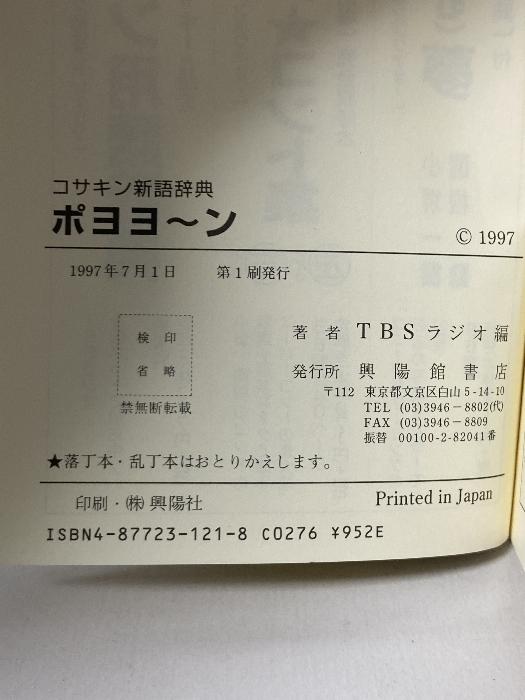 コサキン新語辞典
ポヨヨ〜ン
© 1997
1997年7月1日 第1刷発行
検 印
省 略
禁無断転載
著 者 TBSラジオ編
発行所 興陽館書店
〒112 東京都文京区白山5-14-10
TEL (03)3946-8802(代)
FAX (03)3946-8809
振替 00100-2-82041番
★落丁本・乱丁本はおとりかえします。
印刷・㈱興陽社
Printed in Japan
ISBN4-87723-121-8 C0276 ¥952E